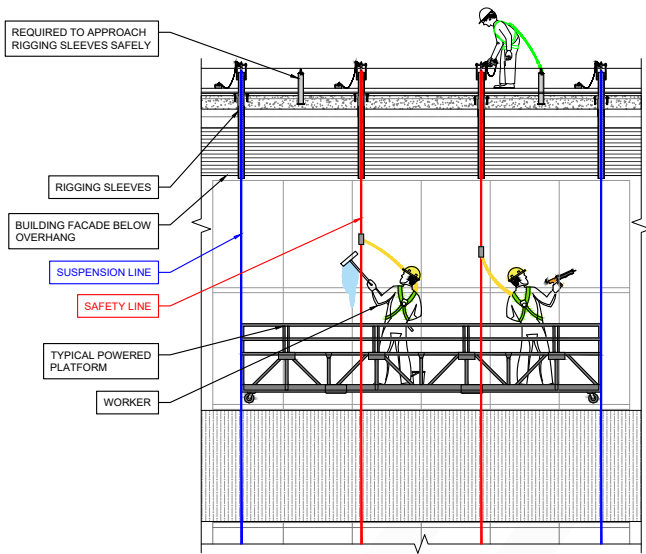 REQUIRED TO APPROACH
RIGGING SLEEVES SAFELY
RIGGING SLEEVES
BUILDING FACADE BELOW
OVERHANG
SUSPENSION LINE
SAFETY LINE
TYPICAL POWERED
PLATFORM
WORKER